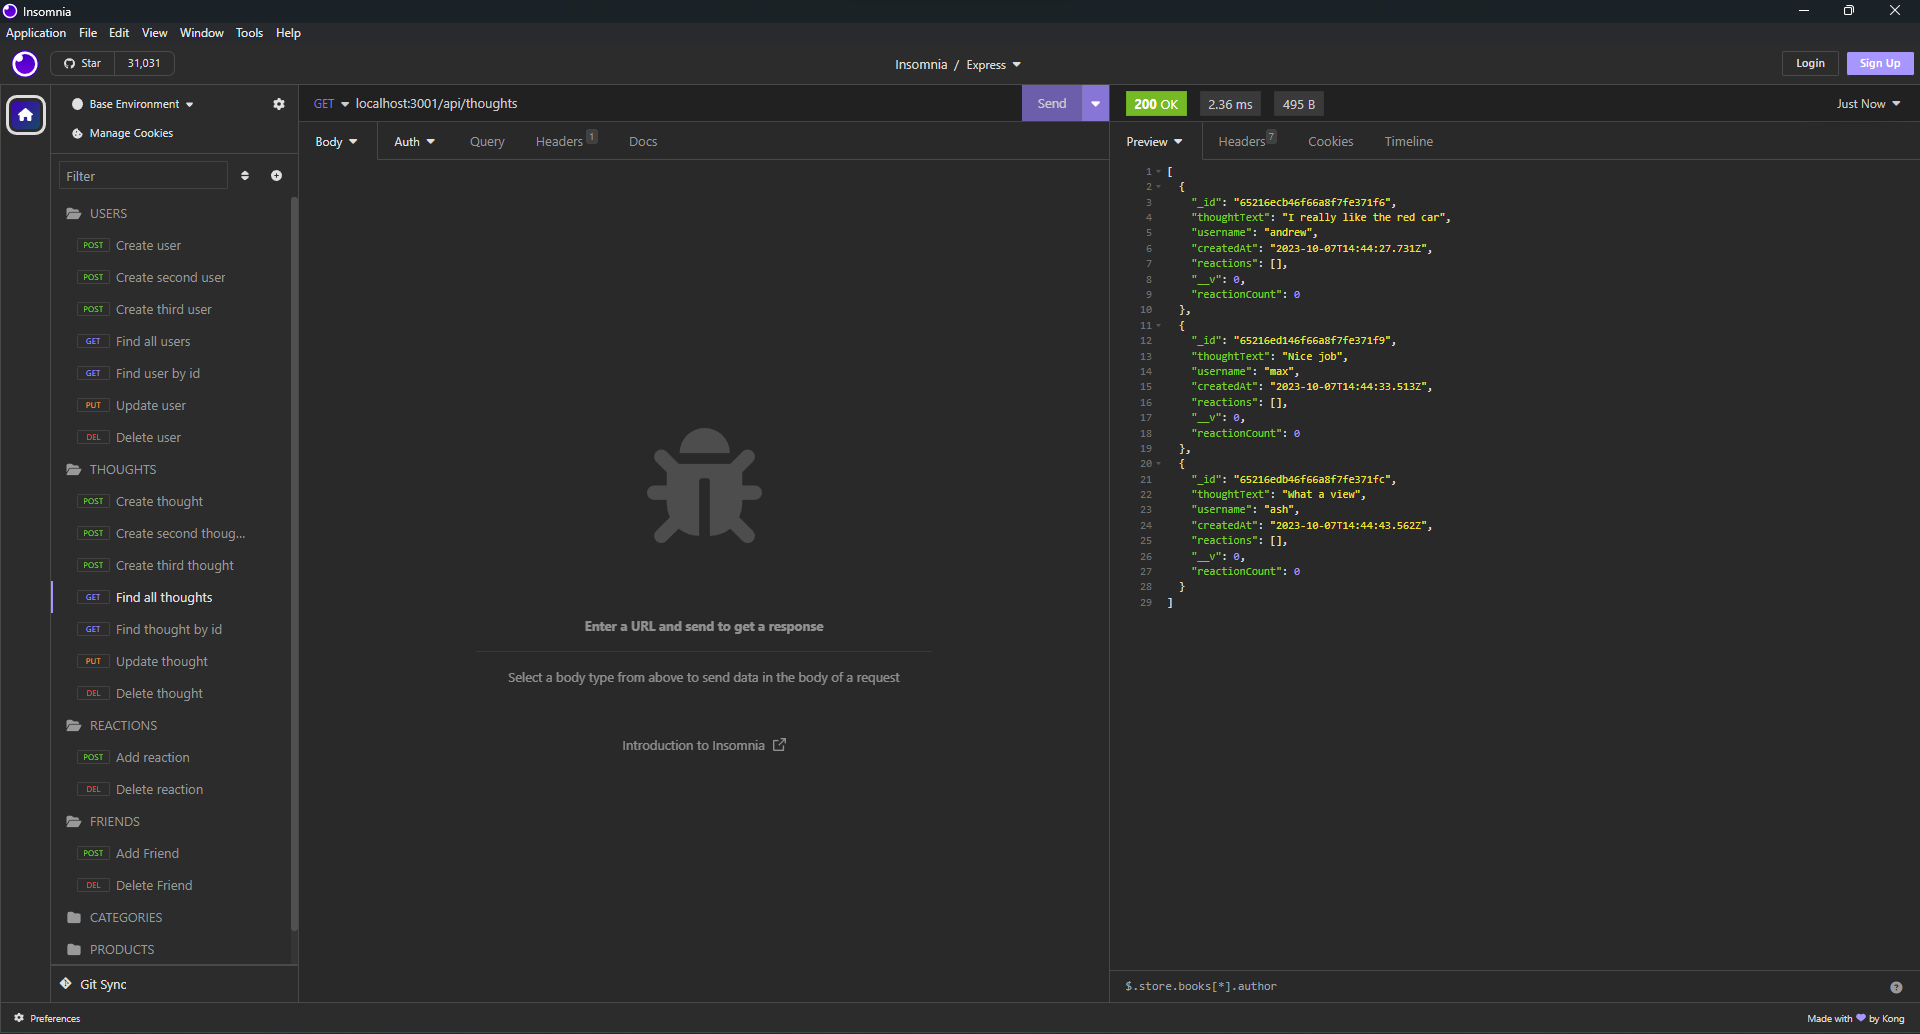 Insomnia
Application File Edit View Window Tools Help
Star 31,031
Insomnia / Express
Login Sign Up
Base Environment
Manage Cookies
Filter
USERS
POST Create user
POST Create second user
POST Create third user
GET Find all users
GET Find user by id
PUT Update user
DEL Delete user
THOUGHTS
POST Create thought
POST Create second thoug...
POST Create third thought
GET Find all thoughts
GET Find thought by id
PUT Update thought
DEL Delete thought
REACTIONS
POST Add reaction
DEL Delete reaction
FRIENDS
POST Add Friend
DEL Delete Friend
CATEGORIES
PRODUCTS
Git Sync
Preferences
GET localhost:3001/api/thoughts Send
Body Auth Query Headers 1 Docs
Enter a URL and send to get a response
Select a body type from above to send data in the body of a request
Introduction to Insomnia
200 OK 2.36 ms 495 B Just Now
Preview Headers 7 Cookies Timeline
1 [
2 {
3 "_id": "65216ecb46f66a8f7fe371f6",
4 "thoughtText": "I really like the red car",
5 "username": "andrew",
6 "createdAt": "2023-10-07T14:44:27.731Z",
7 "reactions": [],
8 "__v": 0,
9 "reactionCount": 0
10 },
11 {
12 "_id": "65216ed146f66a8f7fe371f9",
13 "thoughtText": "Nice job",
14 "username": "max",
15 "createdAt": "2023-10-07T14:44:33.513Z",
16 "reactions": [],
17 "__v": 0,
18 "reactionCount": 0
19 },
20 {
21 "_id": "65216edb46f66a8f7fe371fc",
22 "thoughtText": "What a view",
23 "username": "ash",
24 "createdAt": "2023-10-07T14:44:43.562Z",
25 "reactions": [],
26 "__v": 0,
27 "reactionCount": 0
28 }
29 ]
$.store.books[*].author
Made with 💜 by Kong